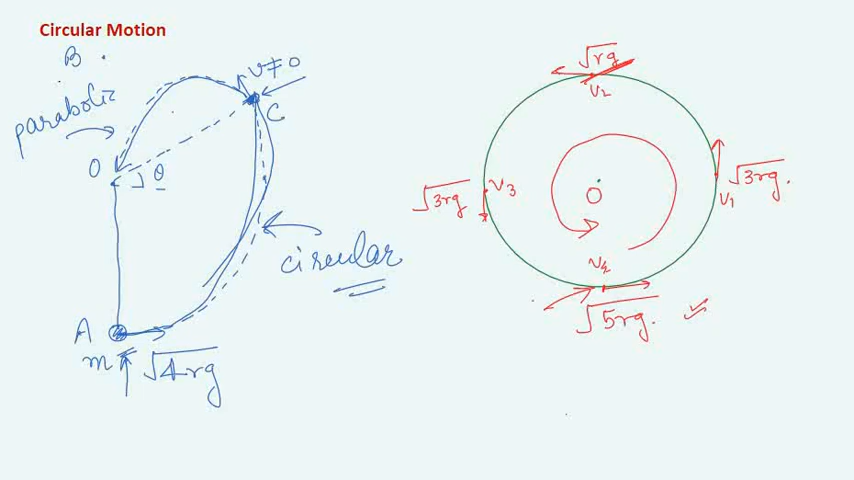 Circular Motion
B
parabolic
v≠0
C
O
θ
circular
A
m
√4rg
√rg
v2
√3rg
v3
O
√3rg.
v1
v4
√5rg.